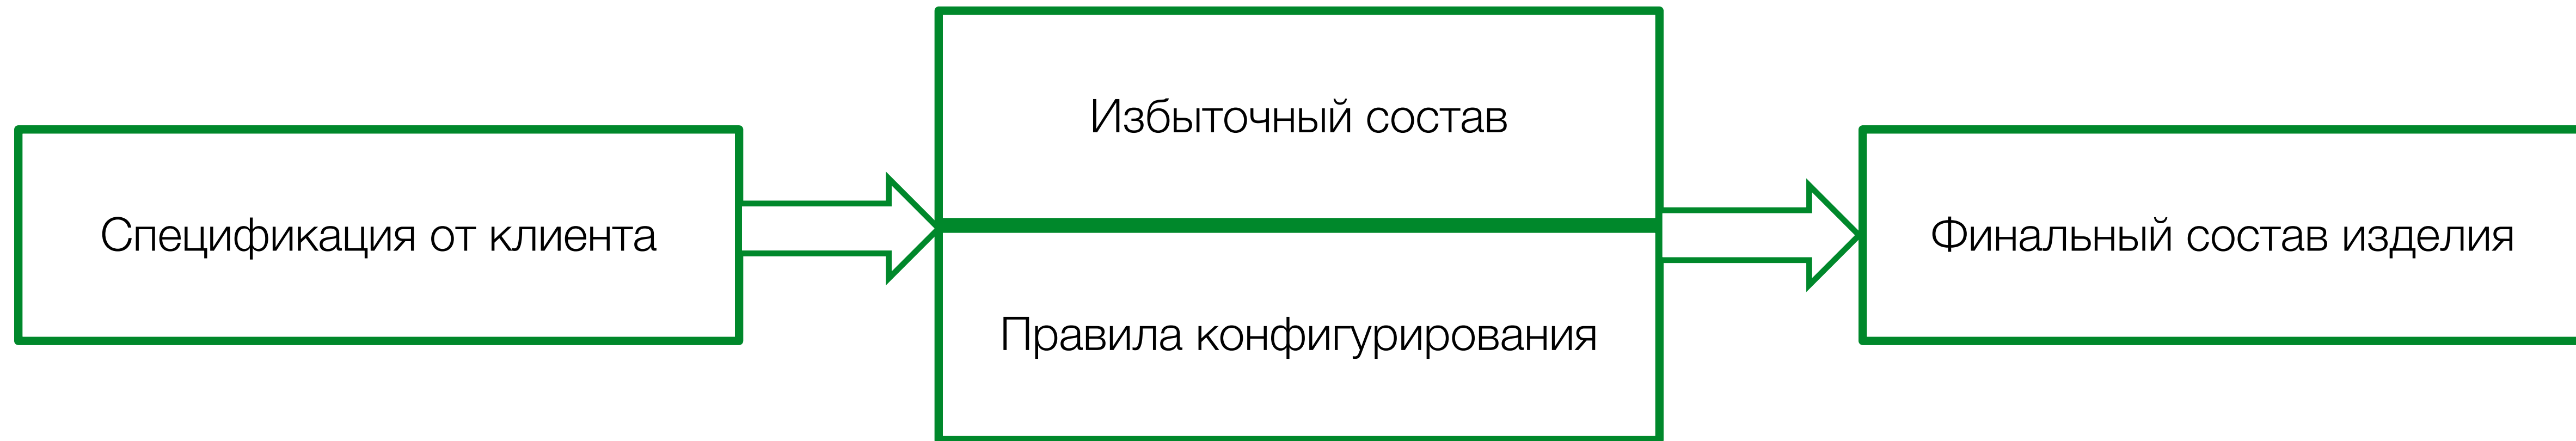 Спецификация от клиента
Избыточный состав
Правила конфигурирования
Финальный состав изделия